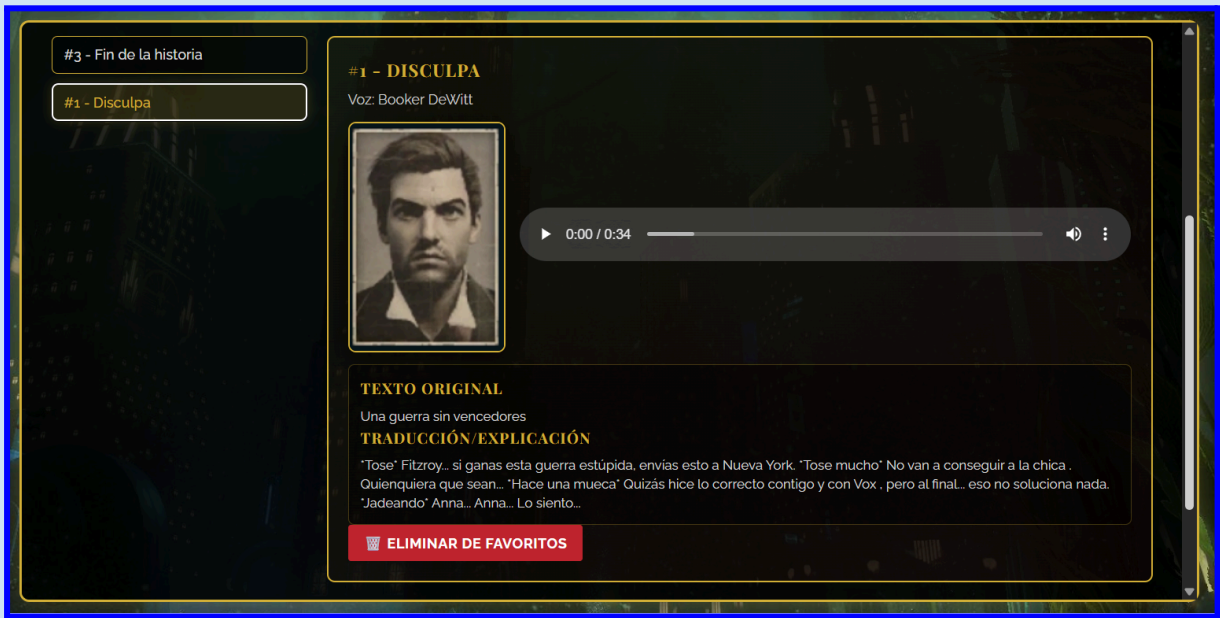 #3 - Fin de la historia
#1 - Disculpa
#1 - DISCULPA
Voz: Booker DeWitt
0:00 / 0:34
TEXTO ORIGINAL
Una guerra sin vencedores
TRADUCCIÓN/EXPLICACIÓN
*Tose* Fitzroy... si ganas esta guerra estúpida, envías esto a Nueva York. *Tose mucho* No van a conseguir a la chica .
Quienquiera que sean... *Hace una mueca* Quizás hice lo correcto contigo y con Vox , pero al final... eso no soluciona nada.
*Jadeando* Anna... Anna... Lo siento...
ELIMINAR DE FAVORITOS